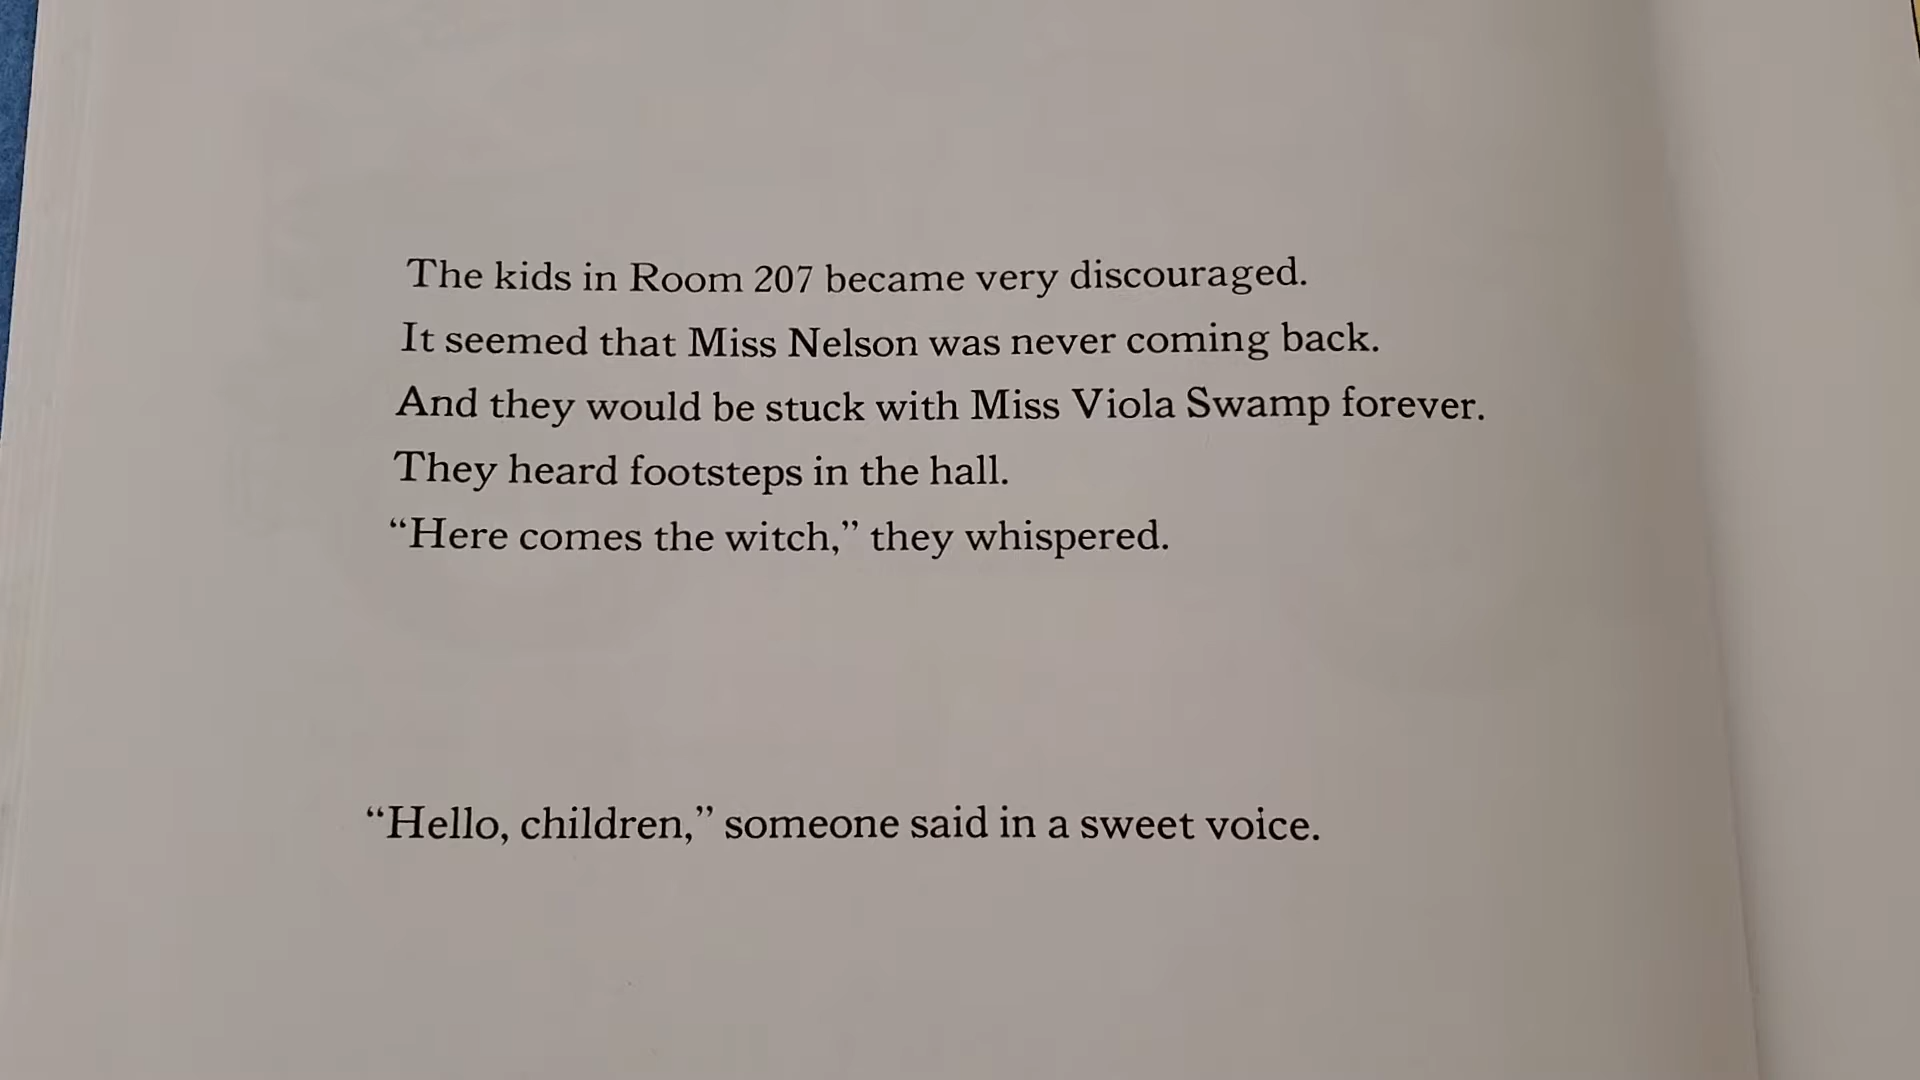 The kids in Room 207 became very discouraged.
It seemed that Miss Nelson was never coming back.
And they would be stuck with Miss Viola Swamp forever.
They heard footsteps in the hall.
“Here comes the witch,” they whispered.
“Hello, children,” someone said in a sweet voice.